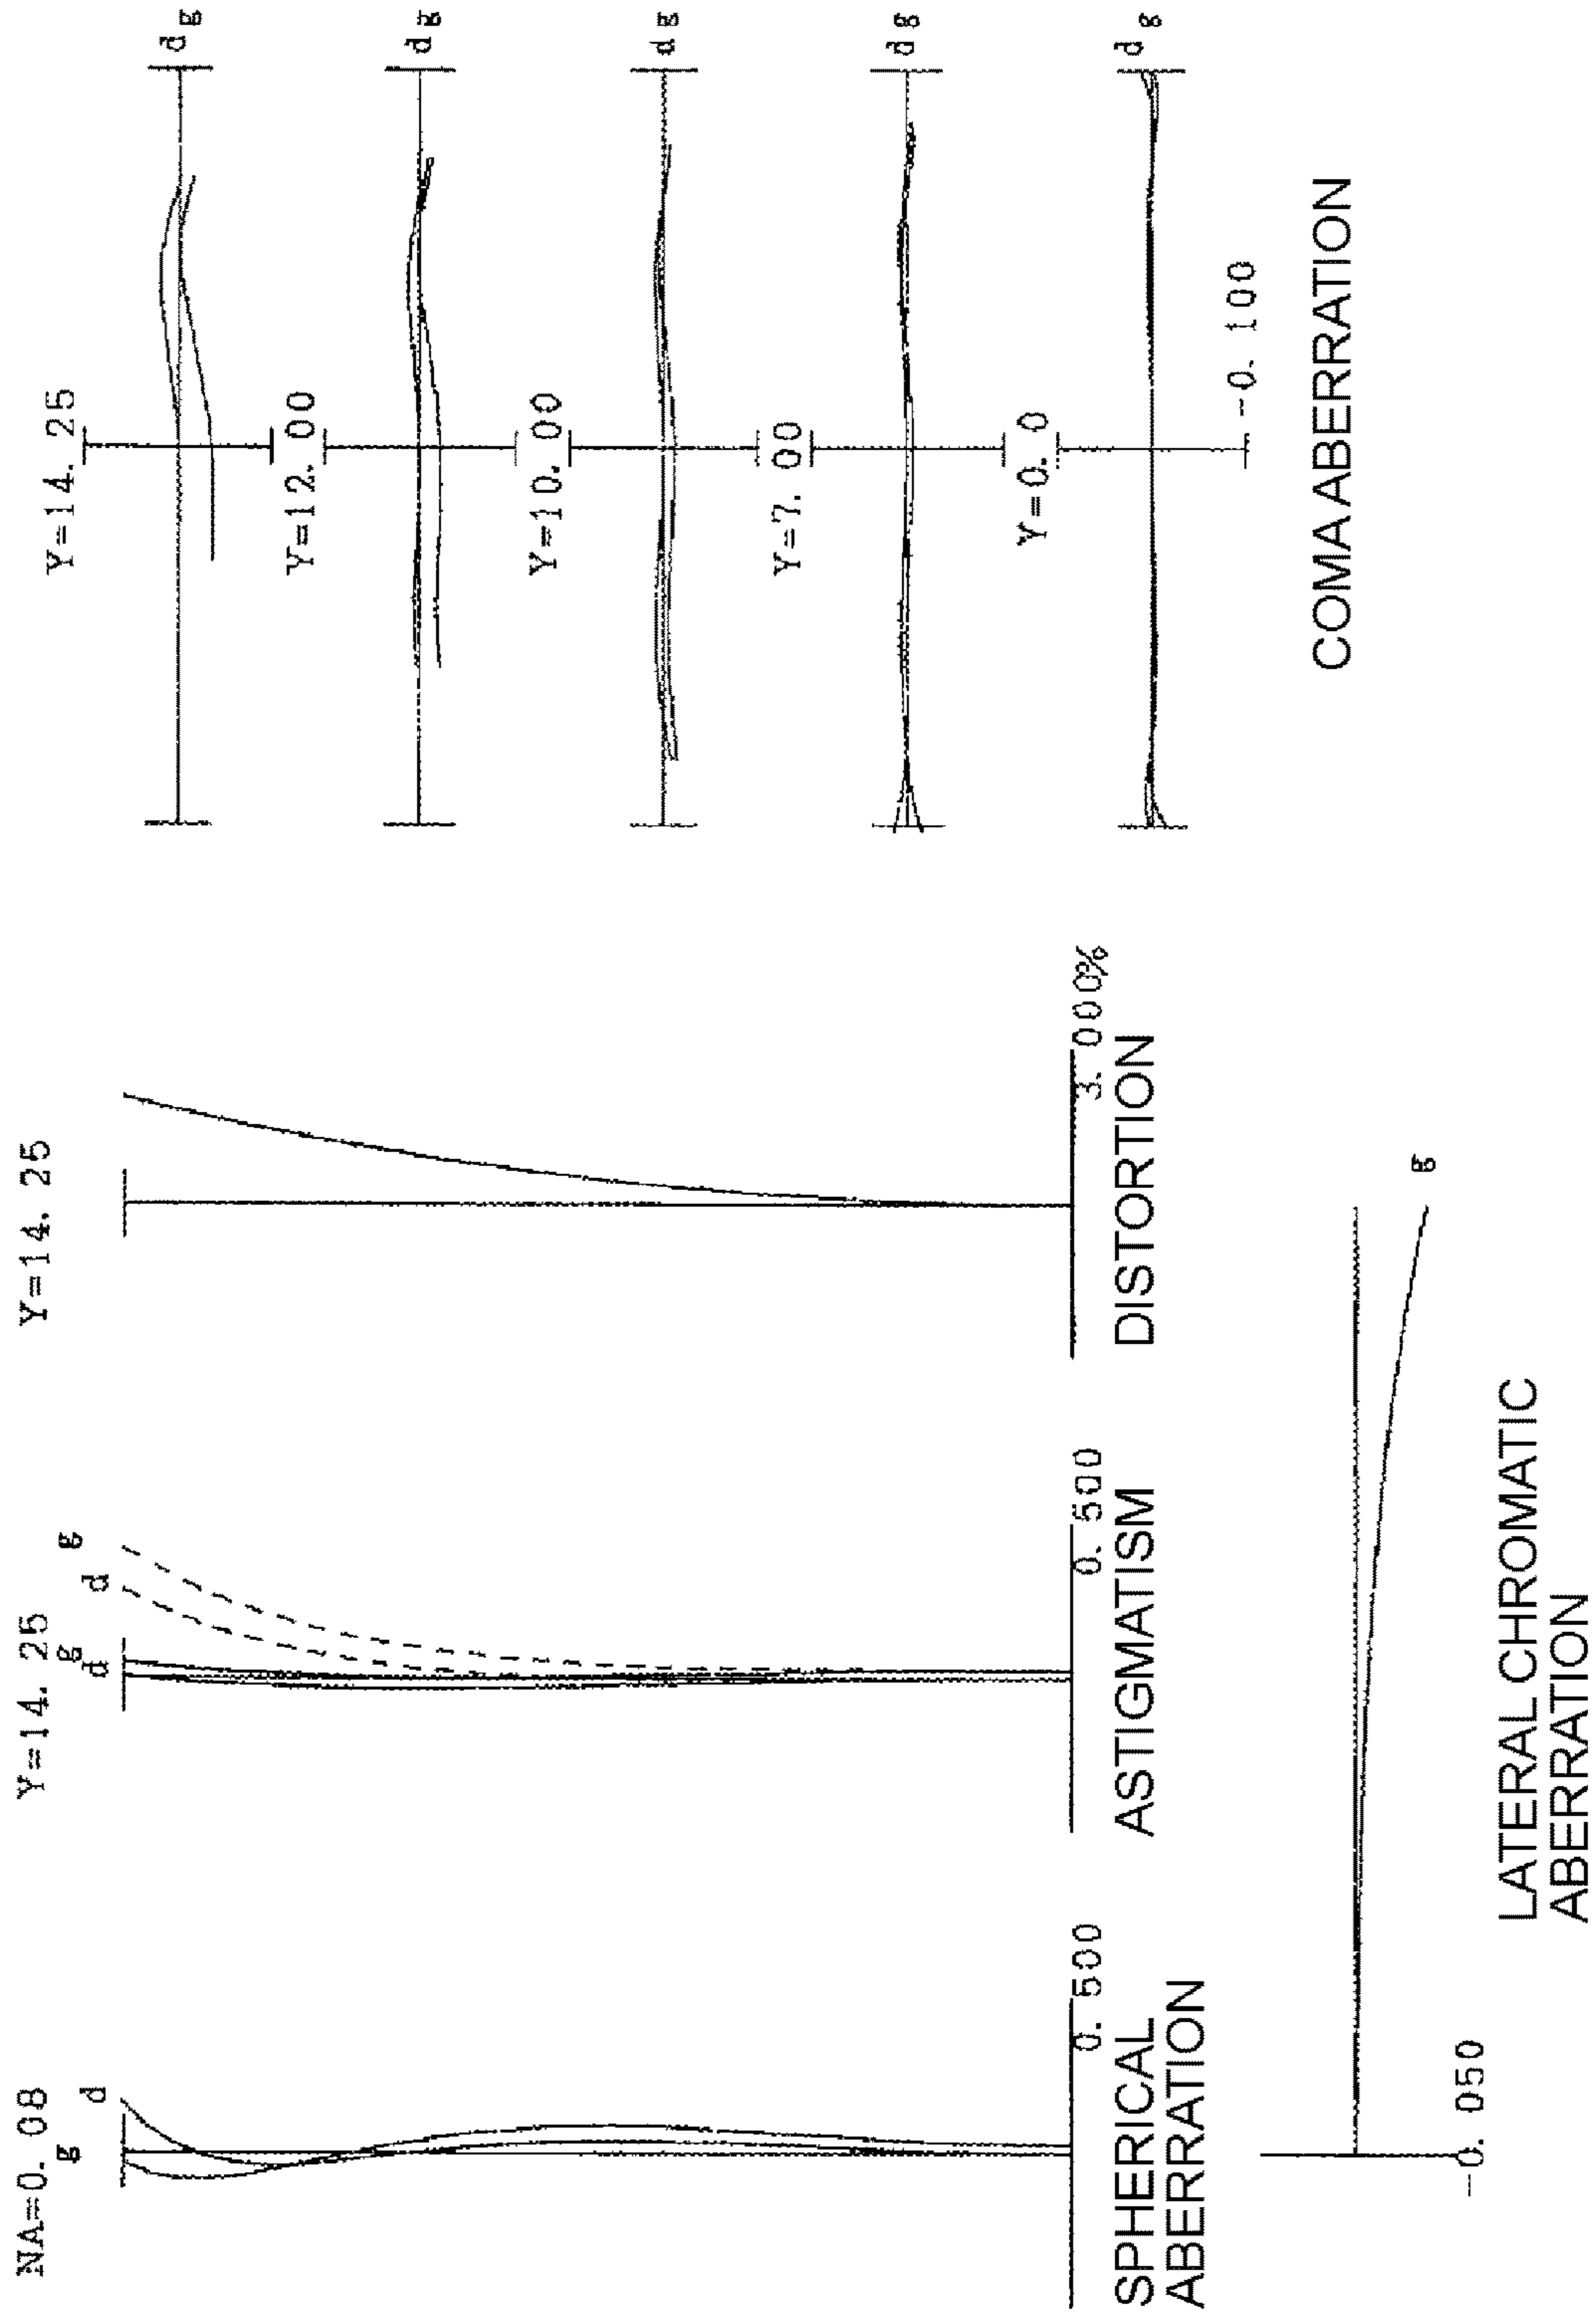 NA=0. 08
g
d
0. 500
SPHERICAL
ABERRATION
Y=14. 25
d
g
d
g
0. 500
ASTIGMATISM
Y=14. 25
3. 000%
DISTORTION
g
-0. 050
LATERAL CHROMATIC
ABERRATION
Y=14. 25
d
g
Y=12. 00
d
g
Y=10. 00
d
g
Y=7. 00
d
g
Y=0. 0
d
g
-0. 100
COMA ABERRATION